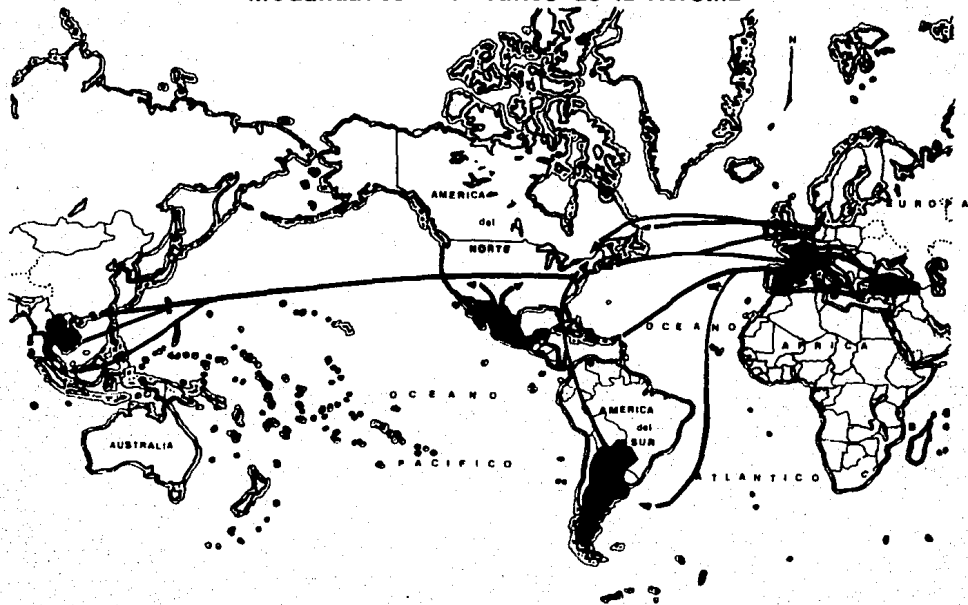 N
AMERICA
del
NORTE
EUROPA
OCEANO
AFRICA
OCEANO
AMERICA
del
SUR
AUSTRALIA
PACIFICO
ATLANTICO